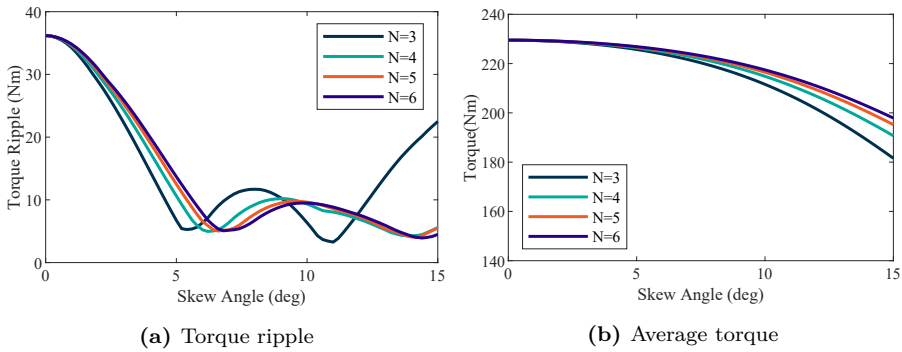 40
30
20
10
0
0
5
10
15
Torque Ripple (Nm)
Skew Angle (deg)
N=3
N=4
N=5
N=6
(a) Torque ripple
240
220
200
180
160
140
0
5
10
15
Torque(Nm)
Skew Angle (deg)
N=3
N=4
N=5
N=6
(b) Average torque